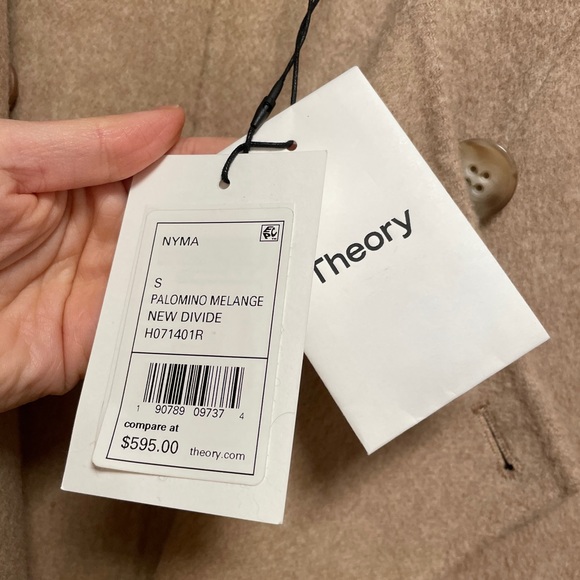 NYMA
S
PALOMINO MELANGE
NEW DIVIDE
H071401R
1 90789 09737 4
compare at
$595.00 theory.com
Theory